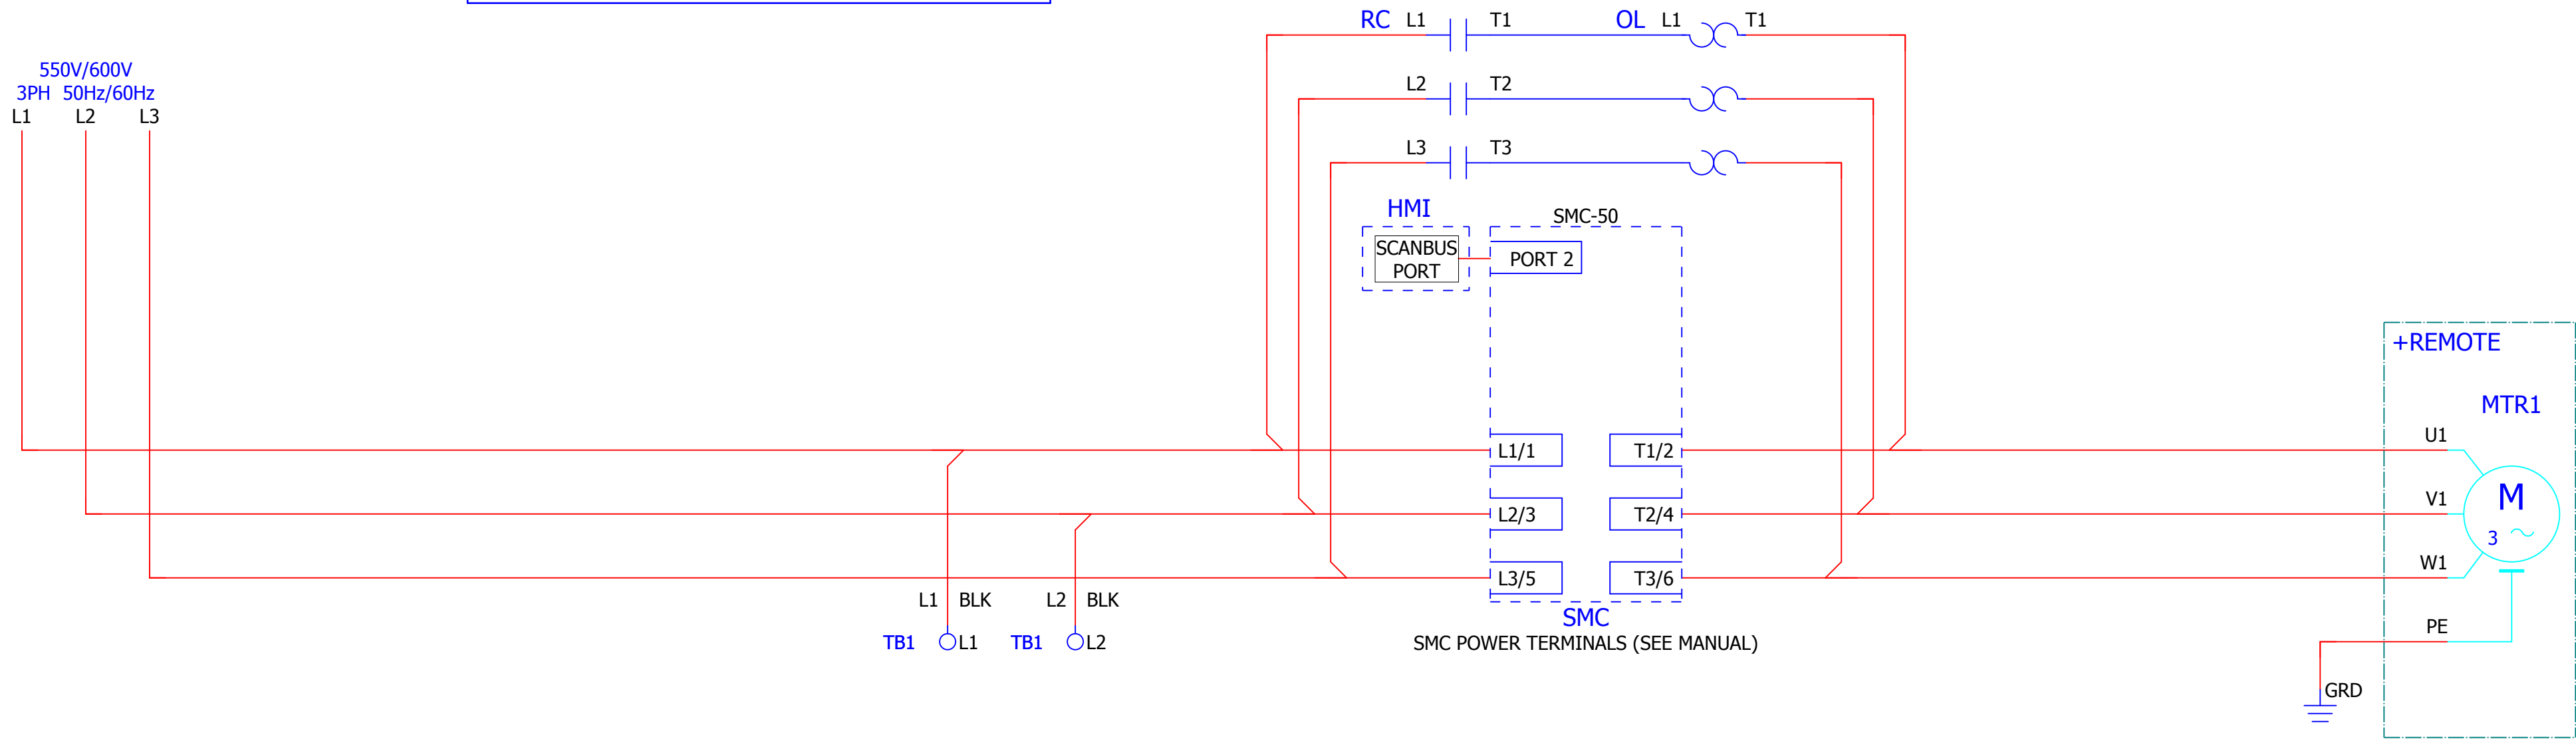 RC L1 T1 OL L1 T1
550V/600V
3PH 50Hz/60Hz
L1 L2 L3
L2 T2
L3 T3
HMI
SCANBUS
PORT
SMC-50
PORT 2
+REMOTE
MTR1
L1/1 T1/2
L2/3 T2/4
L3/5 T3/6
U1
V1
W1
PE
M
3
L1 BLK L2 BLK
TB1 L1 TB1 L2
SMC
SMC POWER TERMINALS (SEE MANUAL)
GRD